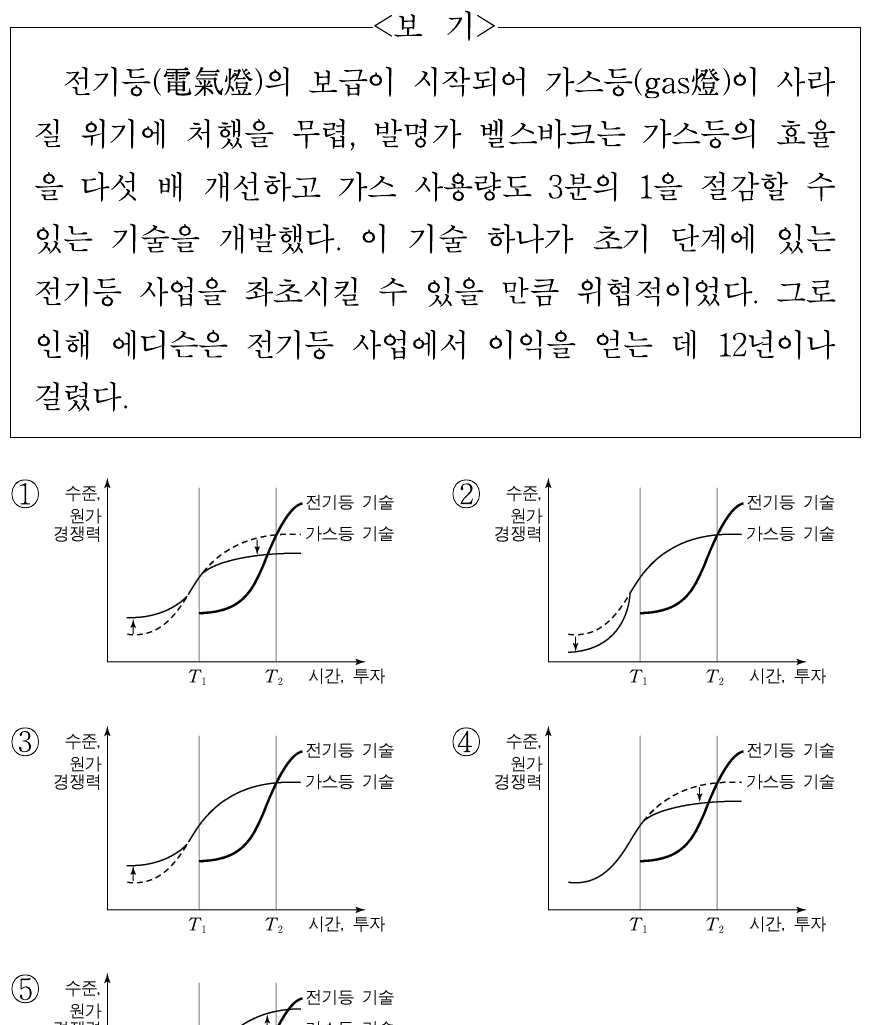 <보 기>
전기등(電氣燈)의 보급이 시작되어 가스등(gas燈)이 사라
질 위기에 처했을 무렵, 발명가 벨스바크는 가스등의 효율
을 다섯 배 개선하고 가스 사용량도 3분의 1을 절감할 수
있는 기술을 개발했다. 이 기술 하나가 초기 단계에 있는
전기등 사업을 좌초시킬 수 있을 만큼 위협적이었다. 그로
인해 에디슨은 전기등 사업에서 이익을 얻는 데 12년이나
걸렸다.
①
수준,
원가
경쟁력
전기등 기술
가스등 기술
T₁ T₂ 시간, 투자
②
수준,
원가
경쟁력
전기등 기술
가스등 기술
T₁ T₂ 시간, 투자
③
수준,
원가
경쟁력
전기등 기술
가스등 기술
T₁ T₂ 시간, 투자
④
수준,
원가
경쟁력
전기등 기술
가스등 기술
T₁ T₂ 시간, 투자
⑤
수준,
원가
전기등 기술